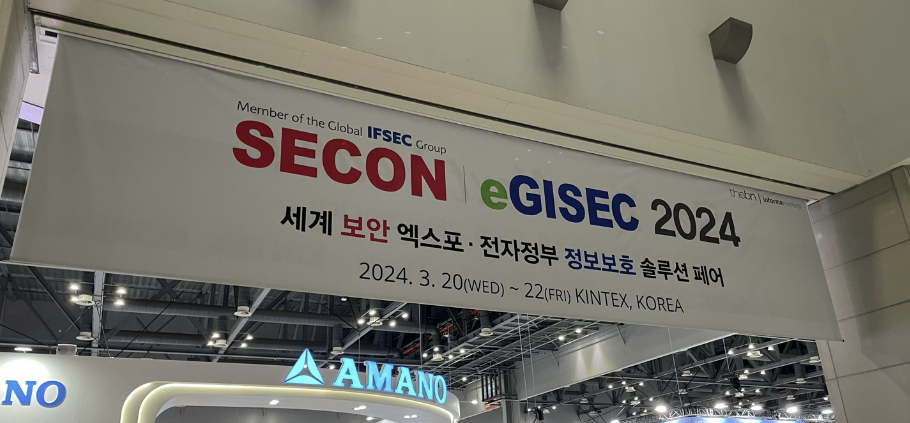 Member of the Global IFSEC Group
SECON | eGISEC 2024
thebn | informa
세계 보안 엑스포 · 전자정부 정보보호 솔루션 페어
2024. 3. 20(WED) ~ 22(FRI) KINTEX, KOREA
AMANO
NO